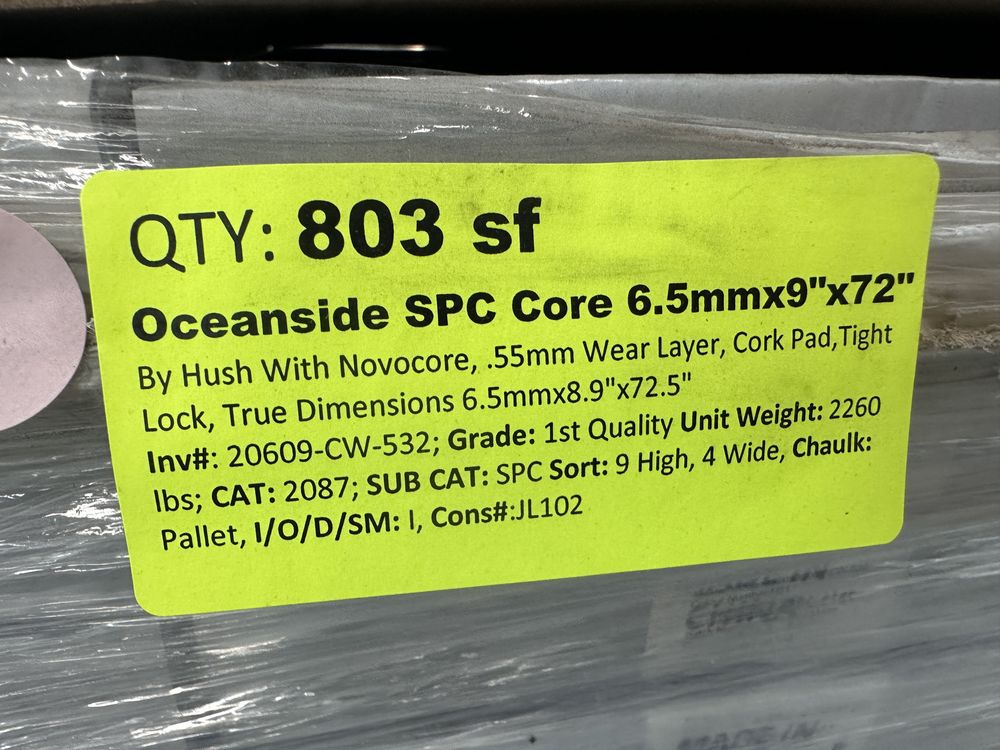 QTY: 803 sf
Oceanside SPC Core 6.5mmx9"x72"
By Hush With Novocore, .55mm Wear Layer, Cork Pad,Tight
Lock, True Dimensions 6.5mmx8.9"x72.5"
Inv#: 20609-CW-532; Grade: 1st Quality Unit Weight: 2260
lbs; CAT: 2087; SUB CAT: SPC Sort: 9 High, 4 Wide, Chaulk:
Pallet, I/O/D/SM: I, Cons#:JL102
MADE IN